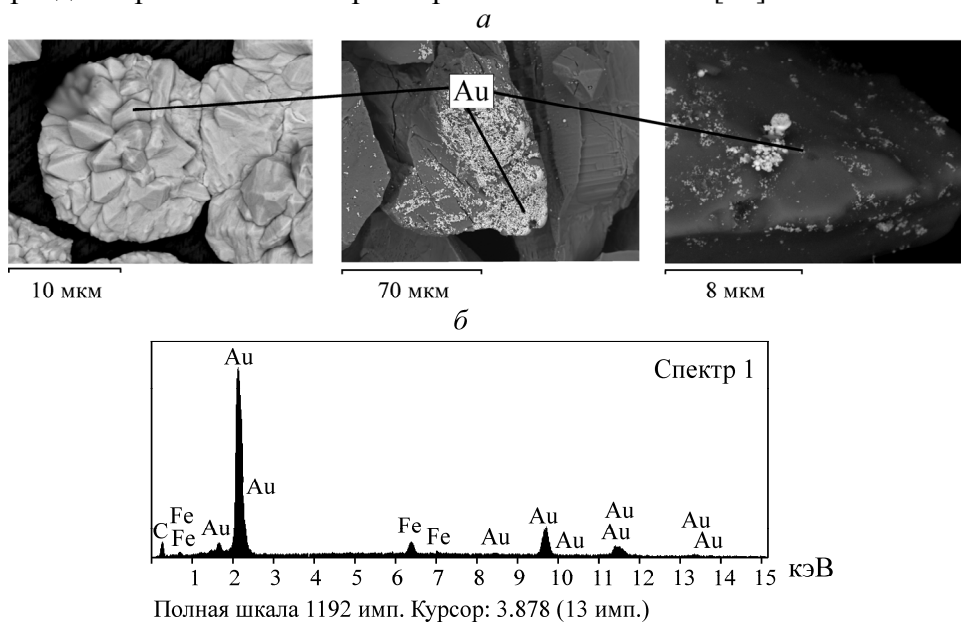 а
Au
10 мкм
70 мкм
8 мкм
б
Спектр 1
Au
Au
C
Fe
Fe
Au
Fe
Fe
Au
Au
Au
Au
Au
Au
Au
1 2 3 4 5 6 7 8 9 10 11 12 13 14 15 кэВ
Полная шкала 1192 имп. Курсор: 3.878 (13 имп.)